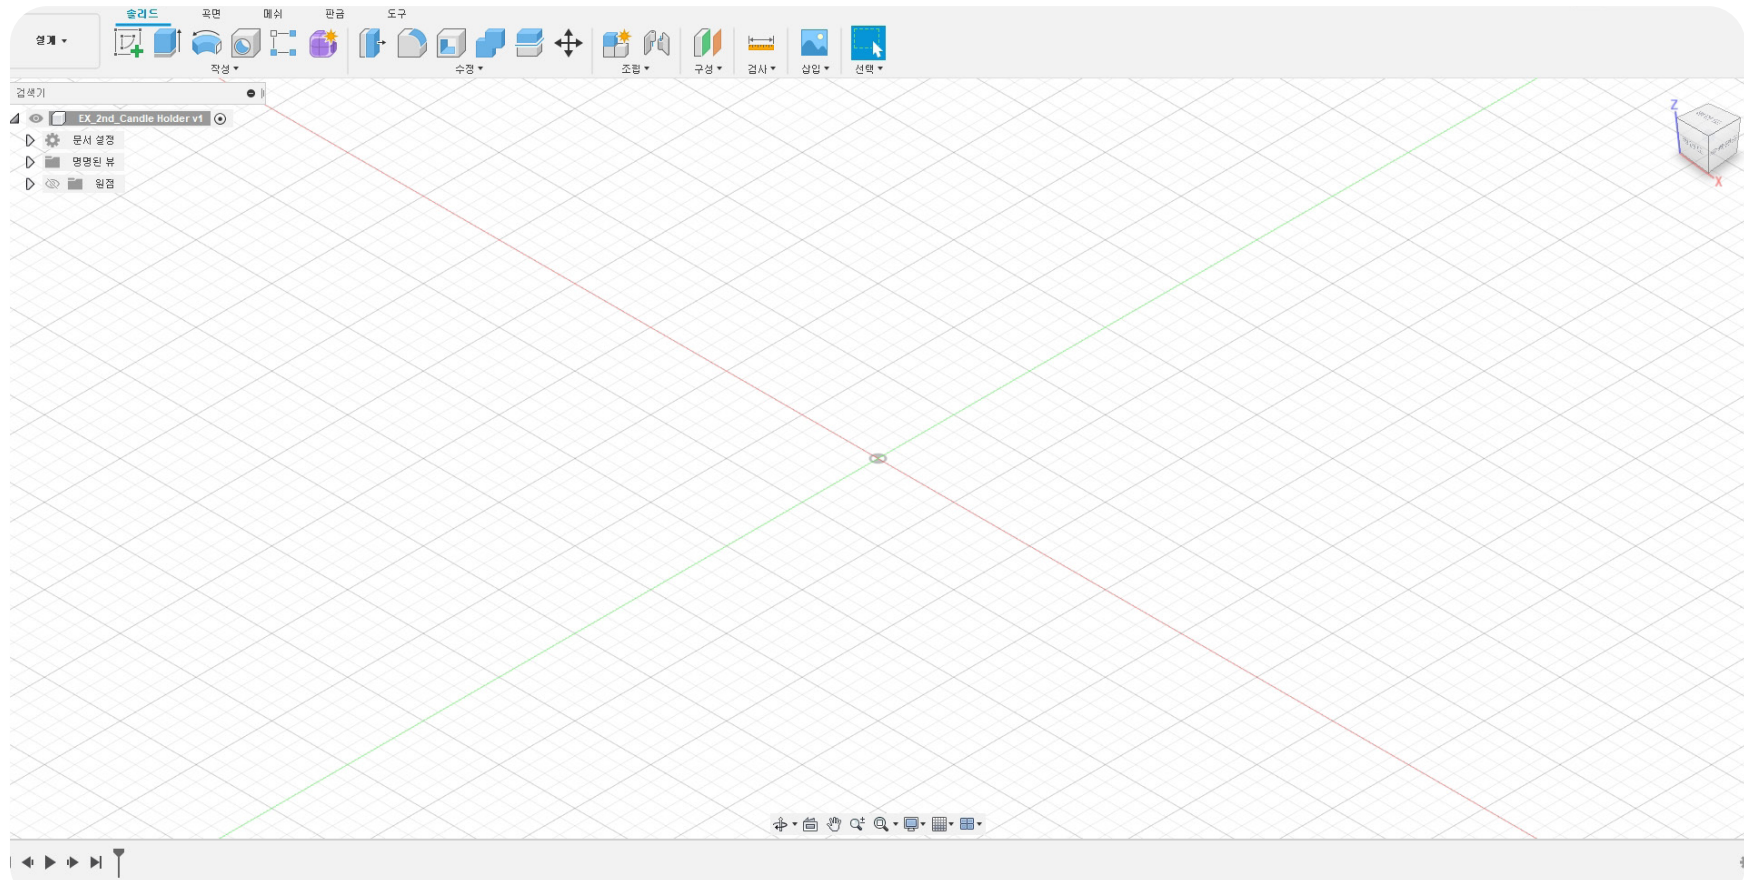 솔리드 곡면 메쉬 판금 도구
설계
작성 수정 조립 구성 검사 삽입 선택
검색기
EX_2nd_Candle Holder v1
문서 설정
명명된 뷰
원점
Z
X